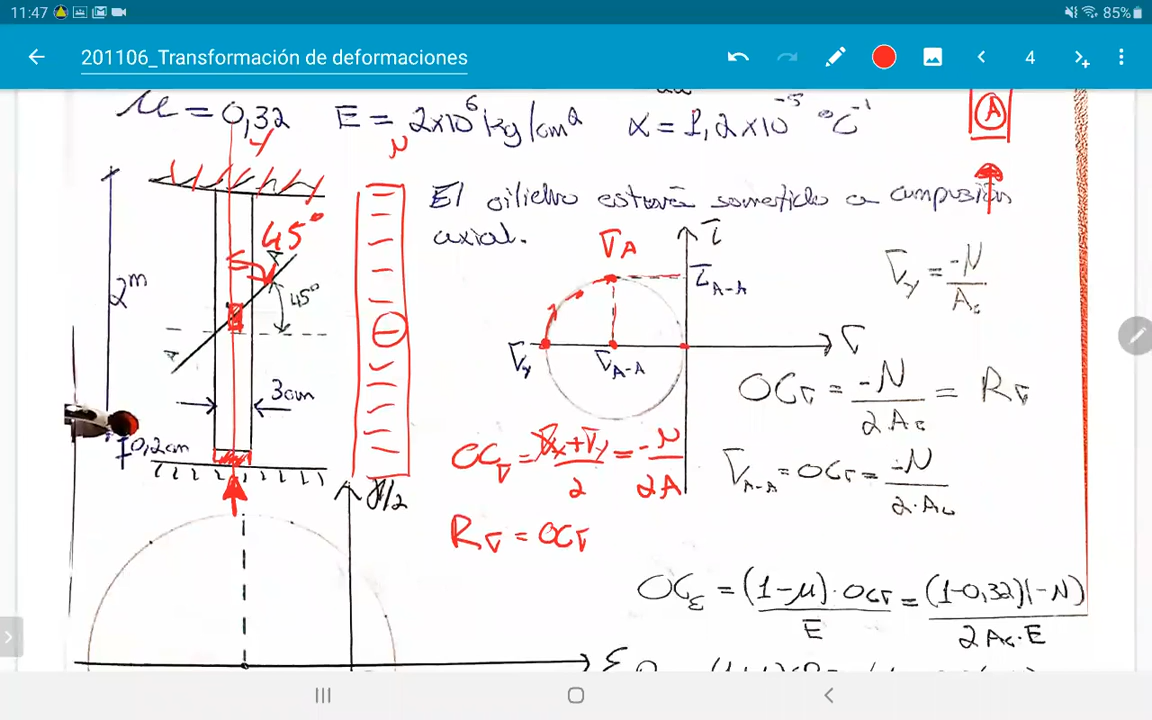 11:47
85%
201106_Transformación de deformaciones
4
μ = 0,32 E = 2x10⁶ kg/cm² α = 1,2x10⁻⁵ °C⁻¹
A
y
N
El cilindro estará sometido a compresión
axial.
45°
A
45°
2m
A
3cm
0,2cm
σA
τ
τA-A
σy
σA-A
σ
σy = -N/Ac
OCσ = -N/2Ac = Rσ
OCσ = σx+σy/2 = -N/2A
σA-A = OCσ = -N/2·Ac
γ/2
Rσ = OCσ
OCε = (1-μ)·OCσ/E = (1-0,32)(-N)/2Ac·E
ε